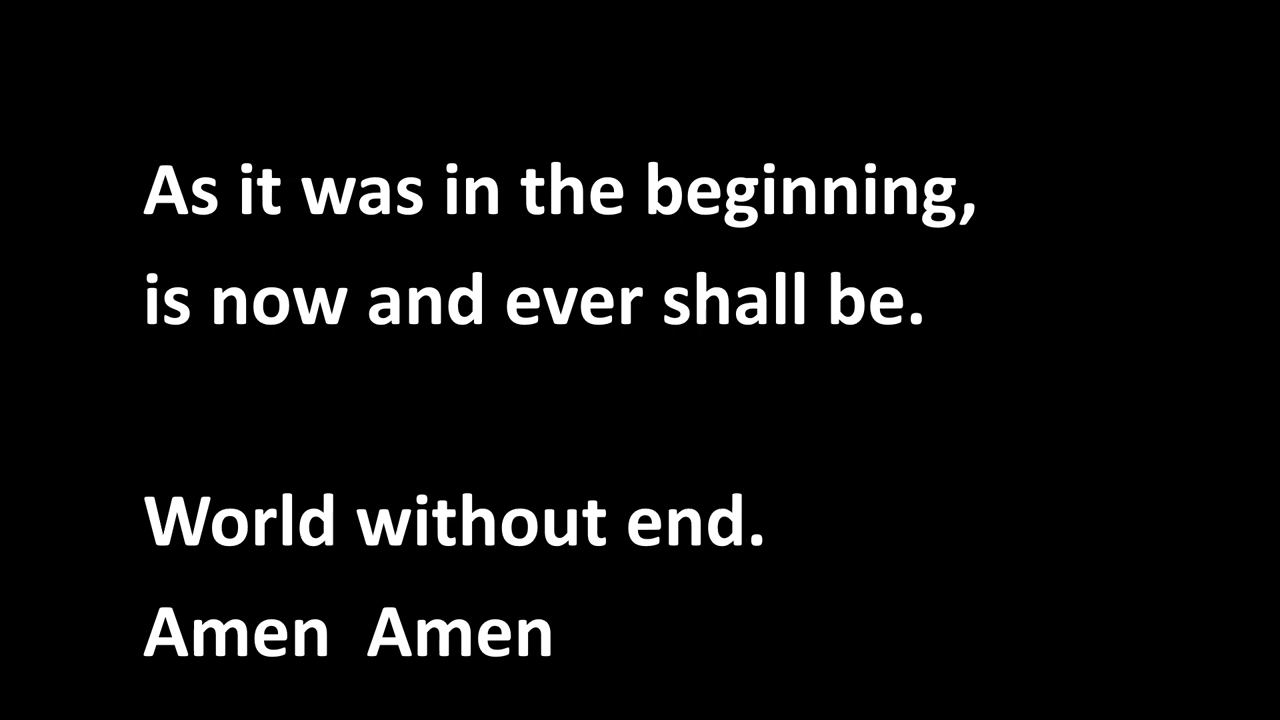 As it was in the beginning,
is now and ever shall be.
World without end.
Amen  Amen